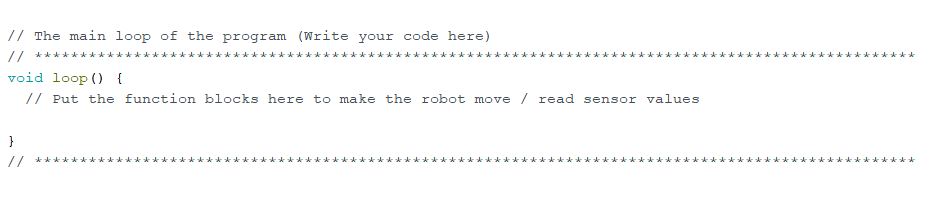 // The main loop of the program (Write your code here)
// **************************************************************************************************
void loop() {
// Put the function blocks here to make the robot move / read sensor values
}
// **************************************************************************************************